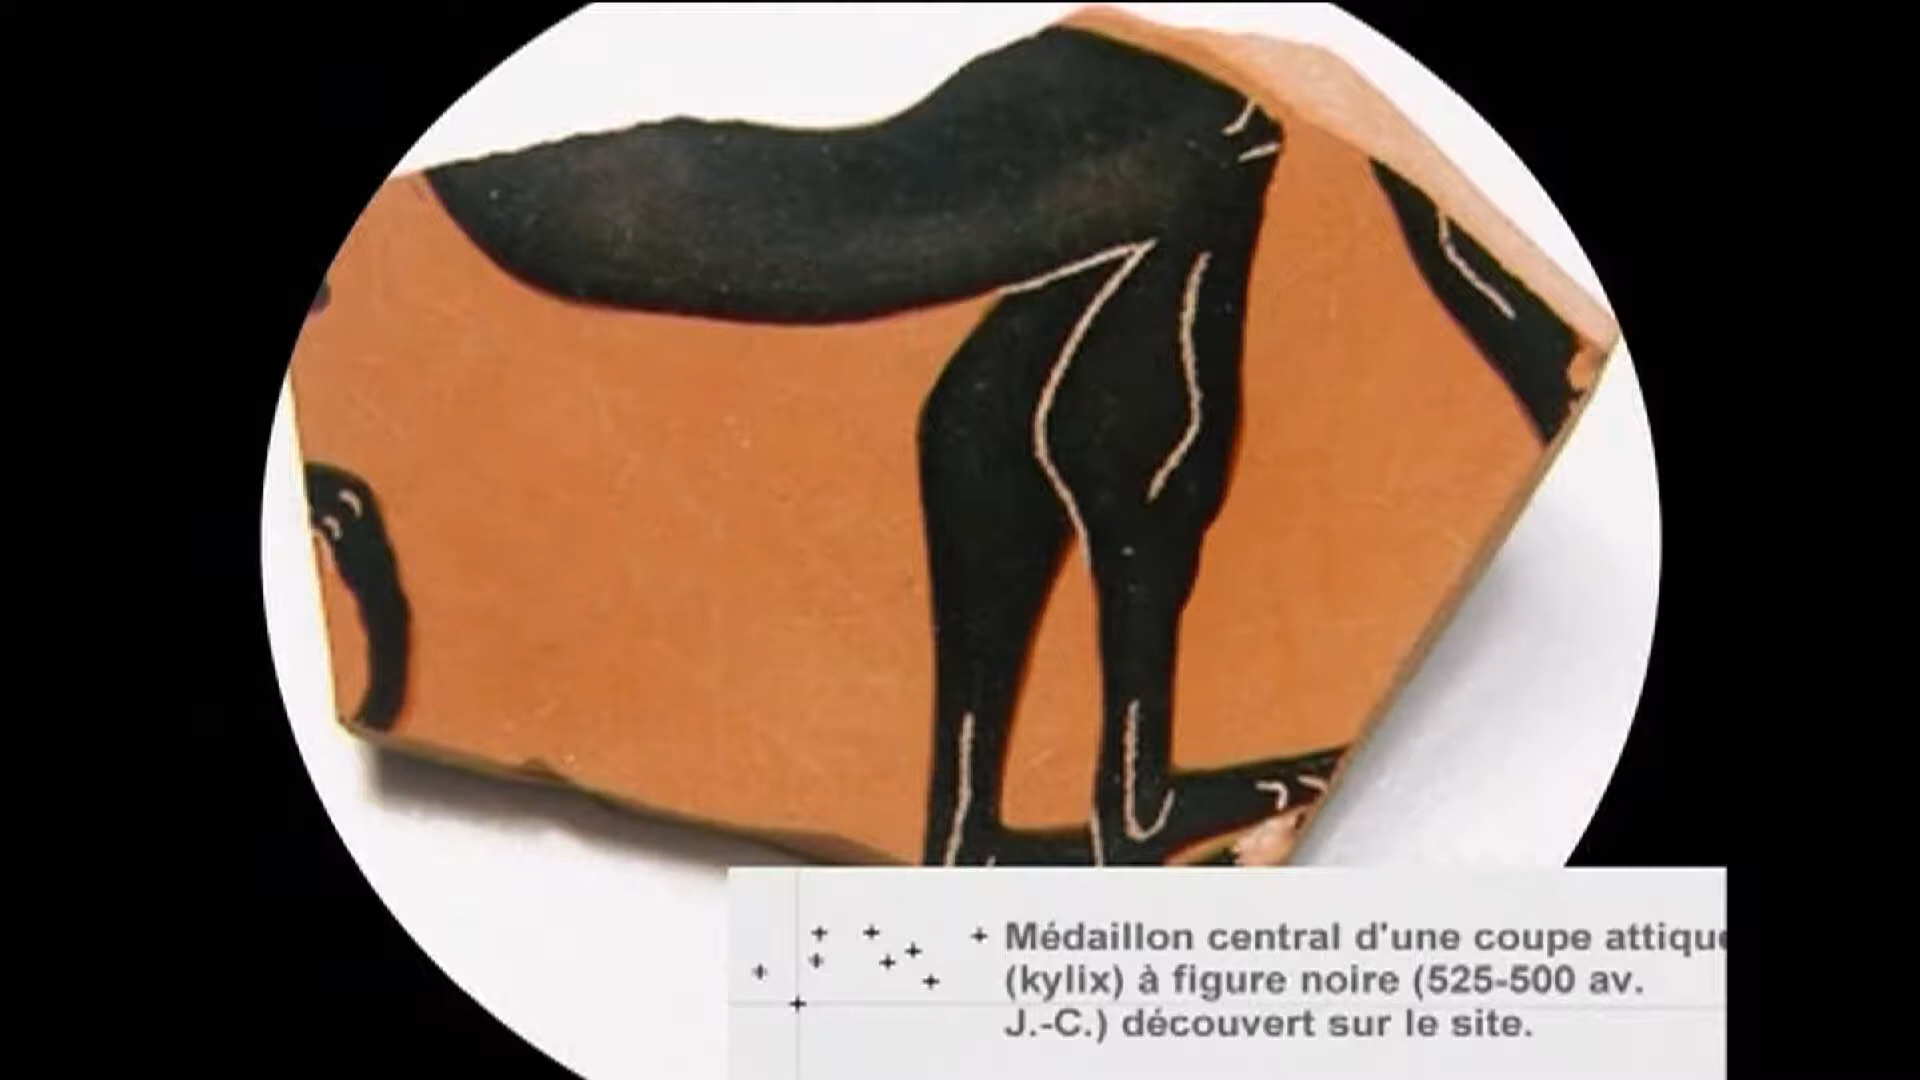 Médaillon central d'une coupe attique
(kylix) à figure noire (525-500 av.
J.-C.) découvert sur le site.